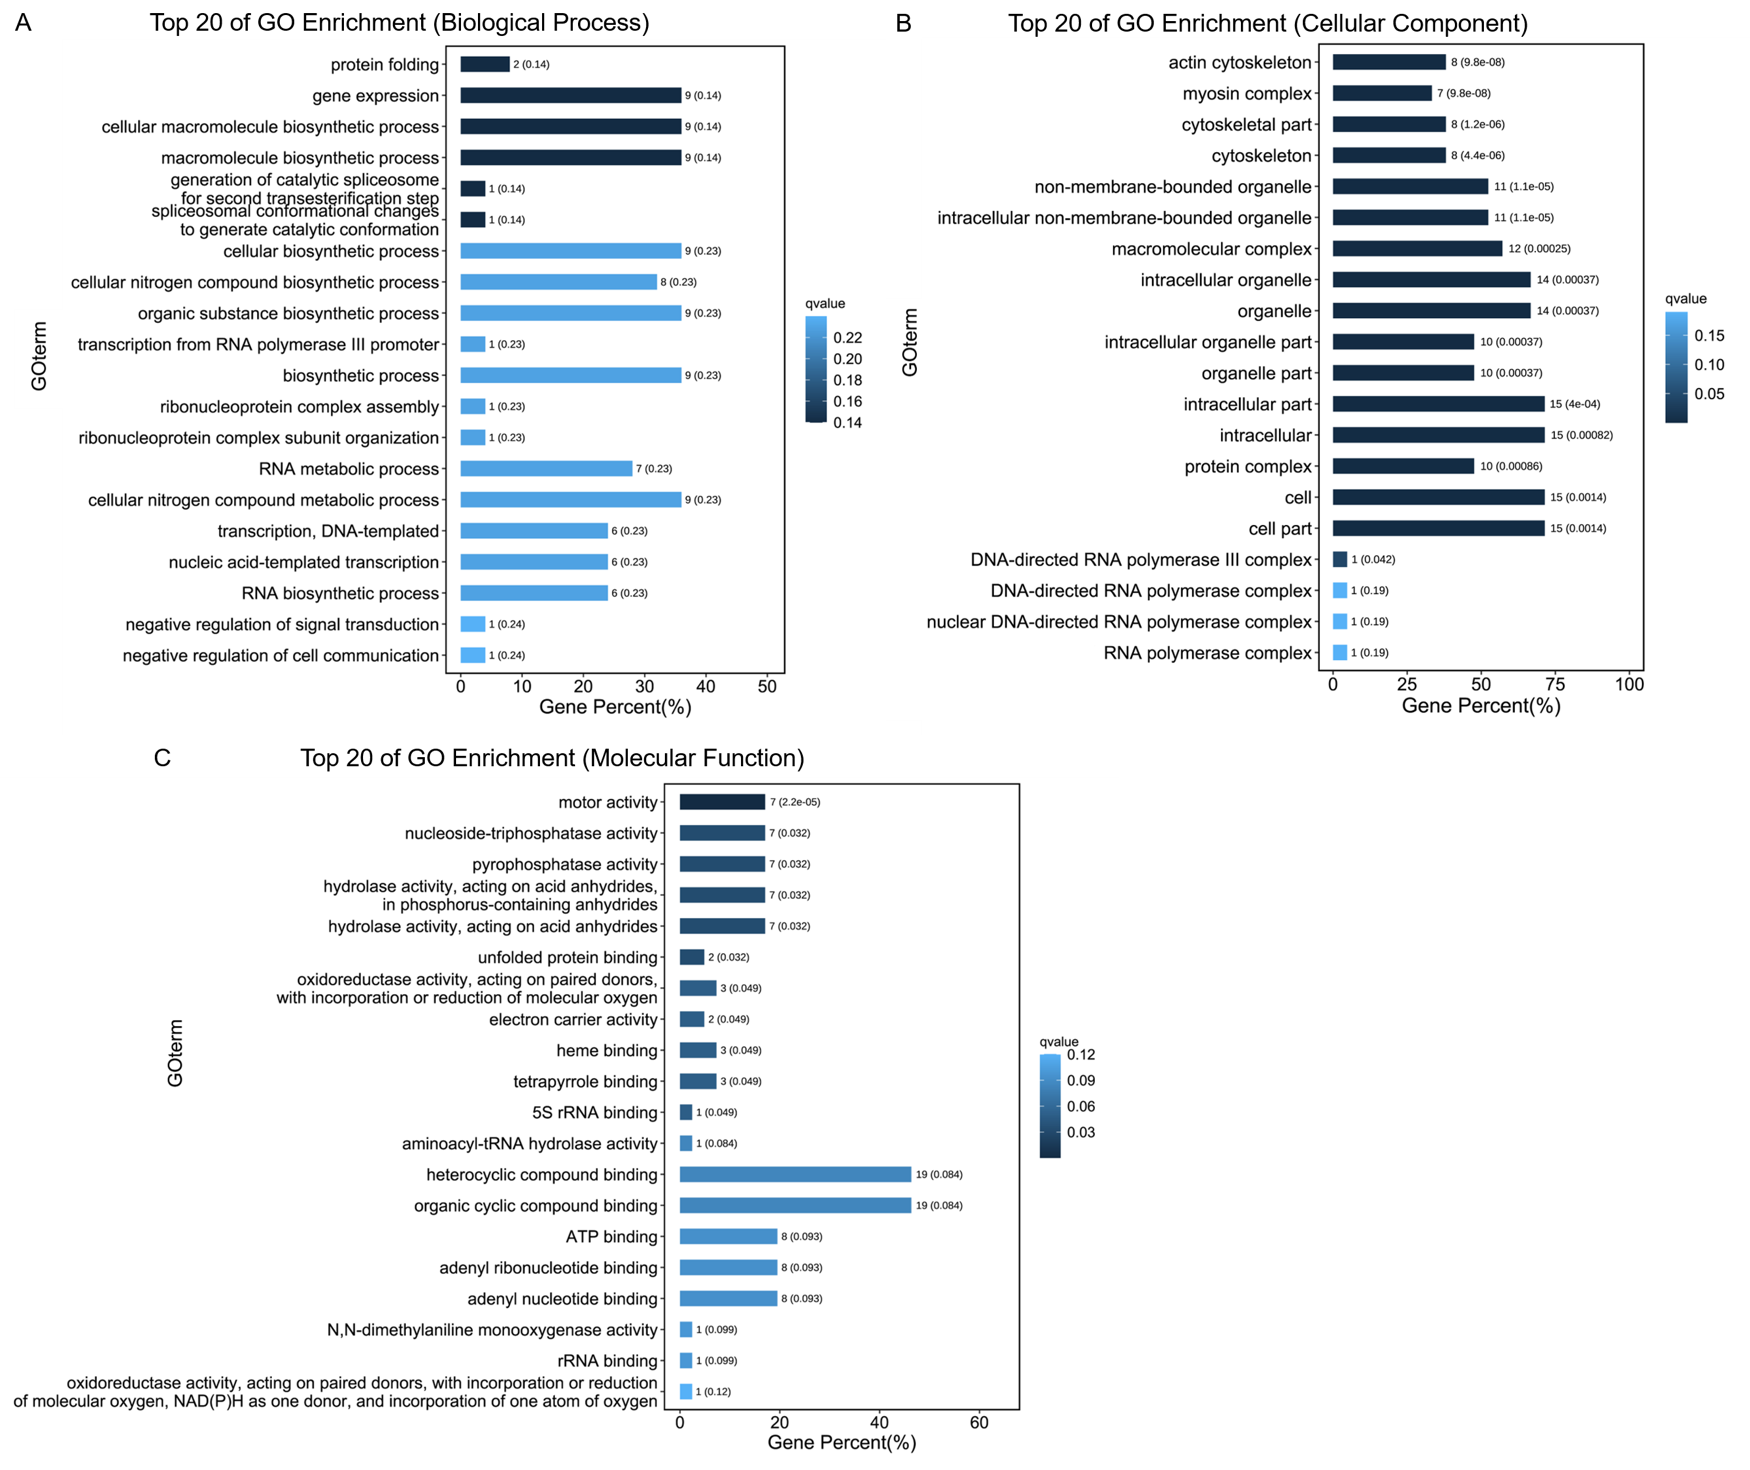 A
Top 20 of GO Enrichment (Biological Process)
protein folding
2 (0.14)
gene expression
9 (0.14)
cellular macromolecule biosynthetic process
9 (0.14)
macromolecule biosynthetic process
9 (0.14)
generation of catalytic spliceosome
for second transesterification step
1 (0.14)
spliceosomal conformational changes
to generate catalytic conformation
1 (0.14)
cellular biosynthetic process
9 (0.23)
cellular nitrogen compound biosynthetic process
8 (0.23)
organic substance biosynthetic process
9 (0.23)
transcription from RNA polymerase III promoter
1 (0.23)
biosynthetic process
9 (0.23)
ribonucleoprotein complex assembly
1 (0.23)
ribonucleoprotein complex subunit organization
1 (0.23)
RNA metabolic process
7 (0.23)
cellular nitrogen compound metabolic process
9 (0.23)
transcription, DNA-templated
6 (0.23)
nucleic acid-templated transcription
6 (0.23)
RNA biosynthetic process
6 (0.23)
negative regulation of signal transduction
1 (0.24)
negative regulation of cell communication
1 (0.24)
GOterm
0 10 20 30 40 50
Gene Percent(%)
qvalue
0.22
0.20
0.18
0.16
0.14
B
Top 20 of GO Enrichment (Cellular Component)
actin cytoskeleton
8 (9.8e-08)
myosin complex
7 (9.8e-08)
cytoskeletal part
8 (1.2e-06)
cytoskeleton
8 (4.4e-06)
non-membrane-bounded organelle
11 (1.1e-05)
intracellular non-membrane-bounded organelle
11 (1.1e-05)
macromolecular complex
12 (0.00025)
intracellular organelle
14 (0.00037)
organelle
14 (0.00037)
intracellular organelle part
10 (0.00037)
organelle part
10 (0.00037)
intracellular part
15 (4e-04)
intracellular
15 (0.00082)
protein complex
10 (0.00086)
cell
15 (0.0014)
cell part
15 (0.0014)
DNA-directed RNA polymerase III complex
1 (0.042)
DNA-directed RNA polymerase complex
1 (0.19)
nuclear DNA-directed RNA polymerase complex
1 (0.19)
RNA polymerase complex
1 (0.19)
GOterm
0 25 50 75 100
Gene Percent(%)
qvalue
0.15
0.10
0.05
C
Top 20 of GO Enrichment (Molecular Function)
motor activity
7 (2.2e-05)
nucleoside-triphosphatase activity
7 (0.032)
pyrophosphatase activity
7 (0.032)
hydrolase activity, acting on acid anhydrides,
in phosphorus-containing anhydrides
7 (0.032)
hydrolase activity, acting on acid anhydrides
7 (0.032)
unfolded protein binding
2 (0.032)
oxidoreductase activity, acting on paired donors,
with incorporation or reduction of molecular oxygen
3 (0.049)
electron carrier activity
2 (0.049)
heme binding
3 (0.049)
tetrapyrrole binding
3 (0.049)
5S rRNA binding
1 (0.049)
aminoacyl-tRNA hydrolase activity
1 (0.084)
heterocyclic compound binding
19 (0.084)
organic cyclic compound binding
19 (0.084)
ATP binding
8 (0.093)
adenyl ribonucleotide binding
8 (0.093)
adenyl nucleotide binding
8 (0.093)
N,N-dimethylaniline monooxygenase activity
1 (0.099)
rRNA binding
1 (0.099)
oxidoreductase activity, acting on paired donors, with incorporation or reduction
of molecular oxygen, NAD(P)H as one donor, and incorporation of one atom of oxygen
1 (0.12)
GOterm
0 20 40 60
Gene Percent(%)
qvalue
0.12
0.09
0.06
0.03